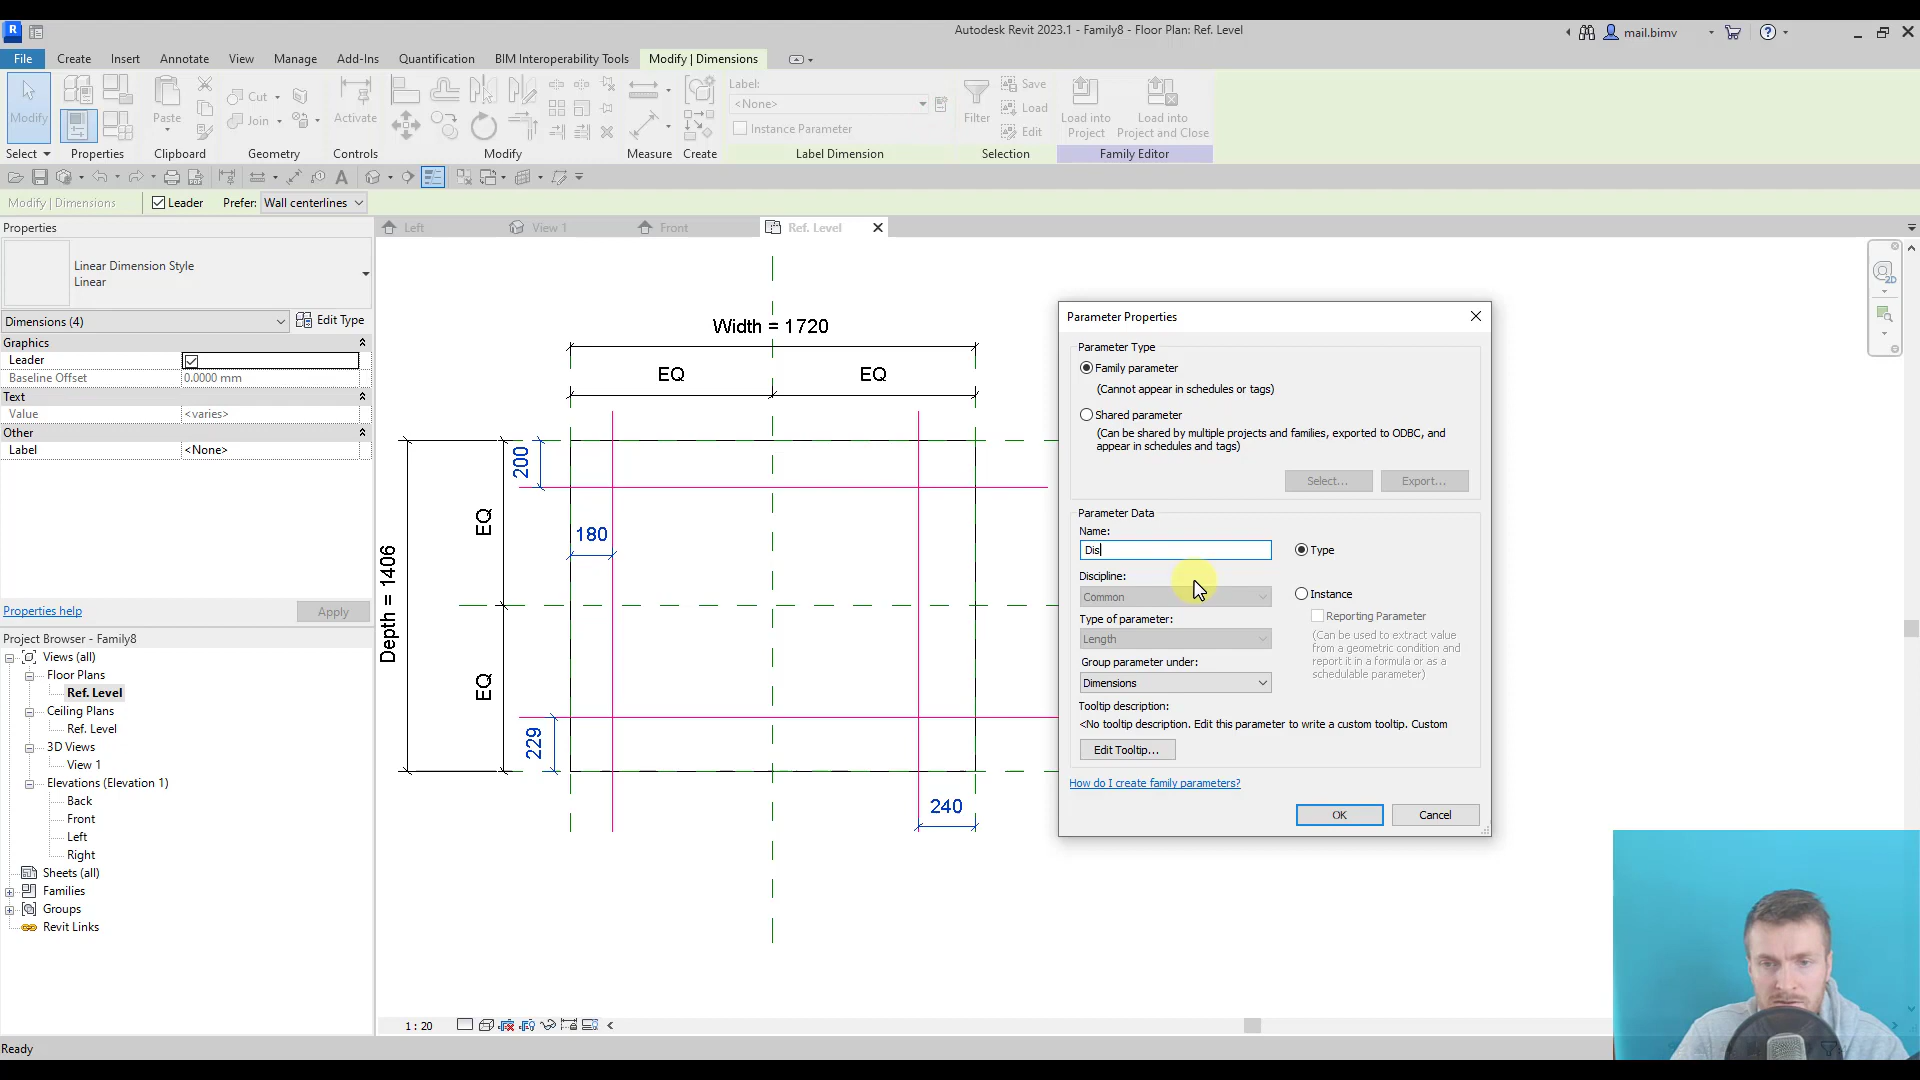 Autodesk Revit 2023.1 - Family8 - Floor Plan: Ref. Level
mail.bimv
File Create Insert Annotate View Manage Add-Ins Quantification BIM Interoperability Tools Modify | Dimensions
Modify
Paste
Cut
Join
Activate
Label:
<None>
Instance Parameter
Filter
Save
Load
Edit
Load into
Project
Load into
Project and Close
Select Properties Clipboard Geometry Controls Modify Measure Create Label Dimension Selection Family Editor
Modify | Dimensions
Leader
Prefer: Wall centerlines
Properties
Left View 1 Front Ref. Level
Linear Dimension Style
Linear
Dimensions (4)
Edit Type
Graphics
Leader
Baseline Offset 0.0000 mm
Text
Value <varies>
Other
Label <None>
Properties help
Apply
Project Browser - Family8
Views (all)
Floor Plans
Ref. Level
Ceiling Plans
Ref. Level
3D Views
View 1
Elevations (Elevation 1)
Back
Front
Left
Right
Sheets (all)
Families
Groups
Revit Links
Ready
Width = 1720
EQ EQ
200
EQ
180
Depth = 1406
EQ
229
240
1 : 20
2D
Parameter Properties
Parameter Type
Family parameter
(Cannot appear in schedules or tags)
Shared parameter
(Can be shared by multiple projects and families, exported to ODBC, and
appear in schedules and tags)
Select... Export...
Parameter Data
Name:
Dis
Type
Discipline:
Common
Instance
Reporting Parameter
(Can be used to extract value
from a geometric condition and
report it in a formula or as a
schedulable parameter)
Type of parameter:
Length
Group parameter under:
Dimensions
Tooltip description:
<No tooltip description. Edit this parameter to write a custom tooltip. Custom
Edit Tooltip...
How do I create family parameters?
OK Cancel